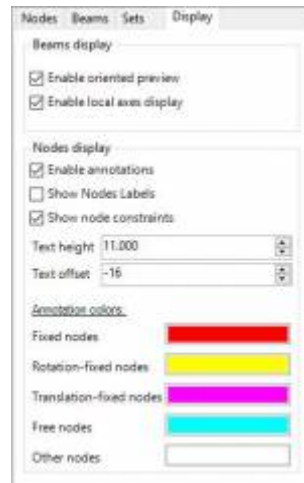 Nodes Beams Sets Display
Beams display
Enable oriented preview
Enable local axes display
Nodes display
Enable annotations
Show Nodes Labels
Show node constraints
Text height 11.000
Text offset -16
Annotation colors:
Fixed nodes
Rotation-fixed nodes
Translation-fixed nodes
Free nodes
Other nodes